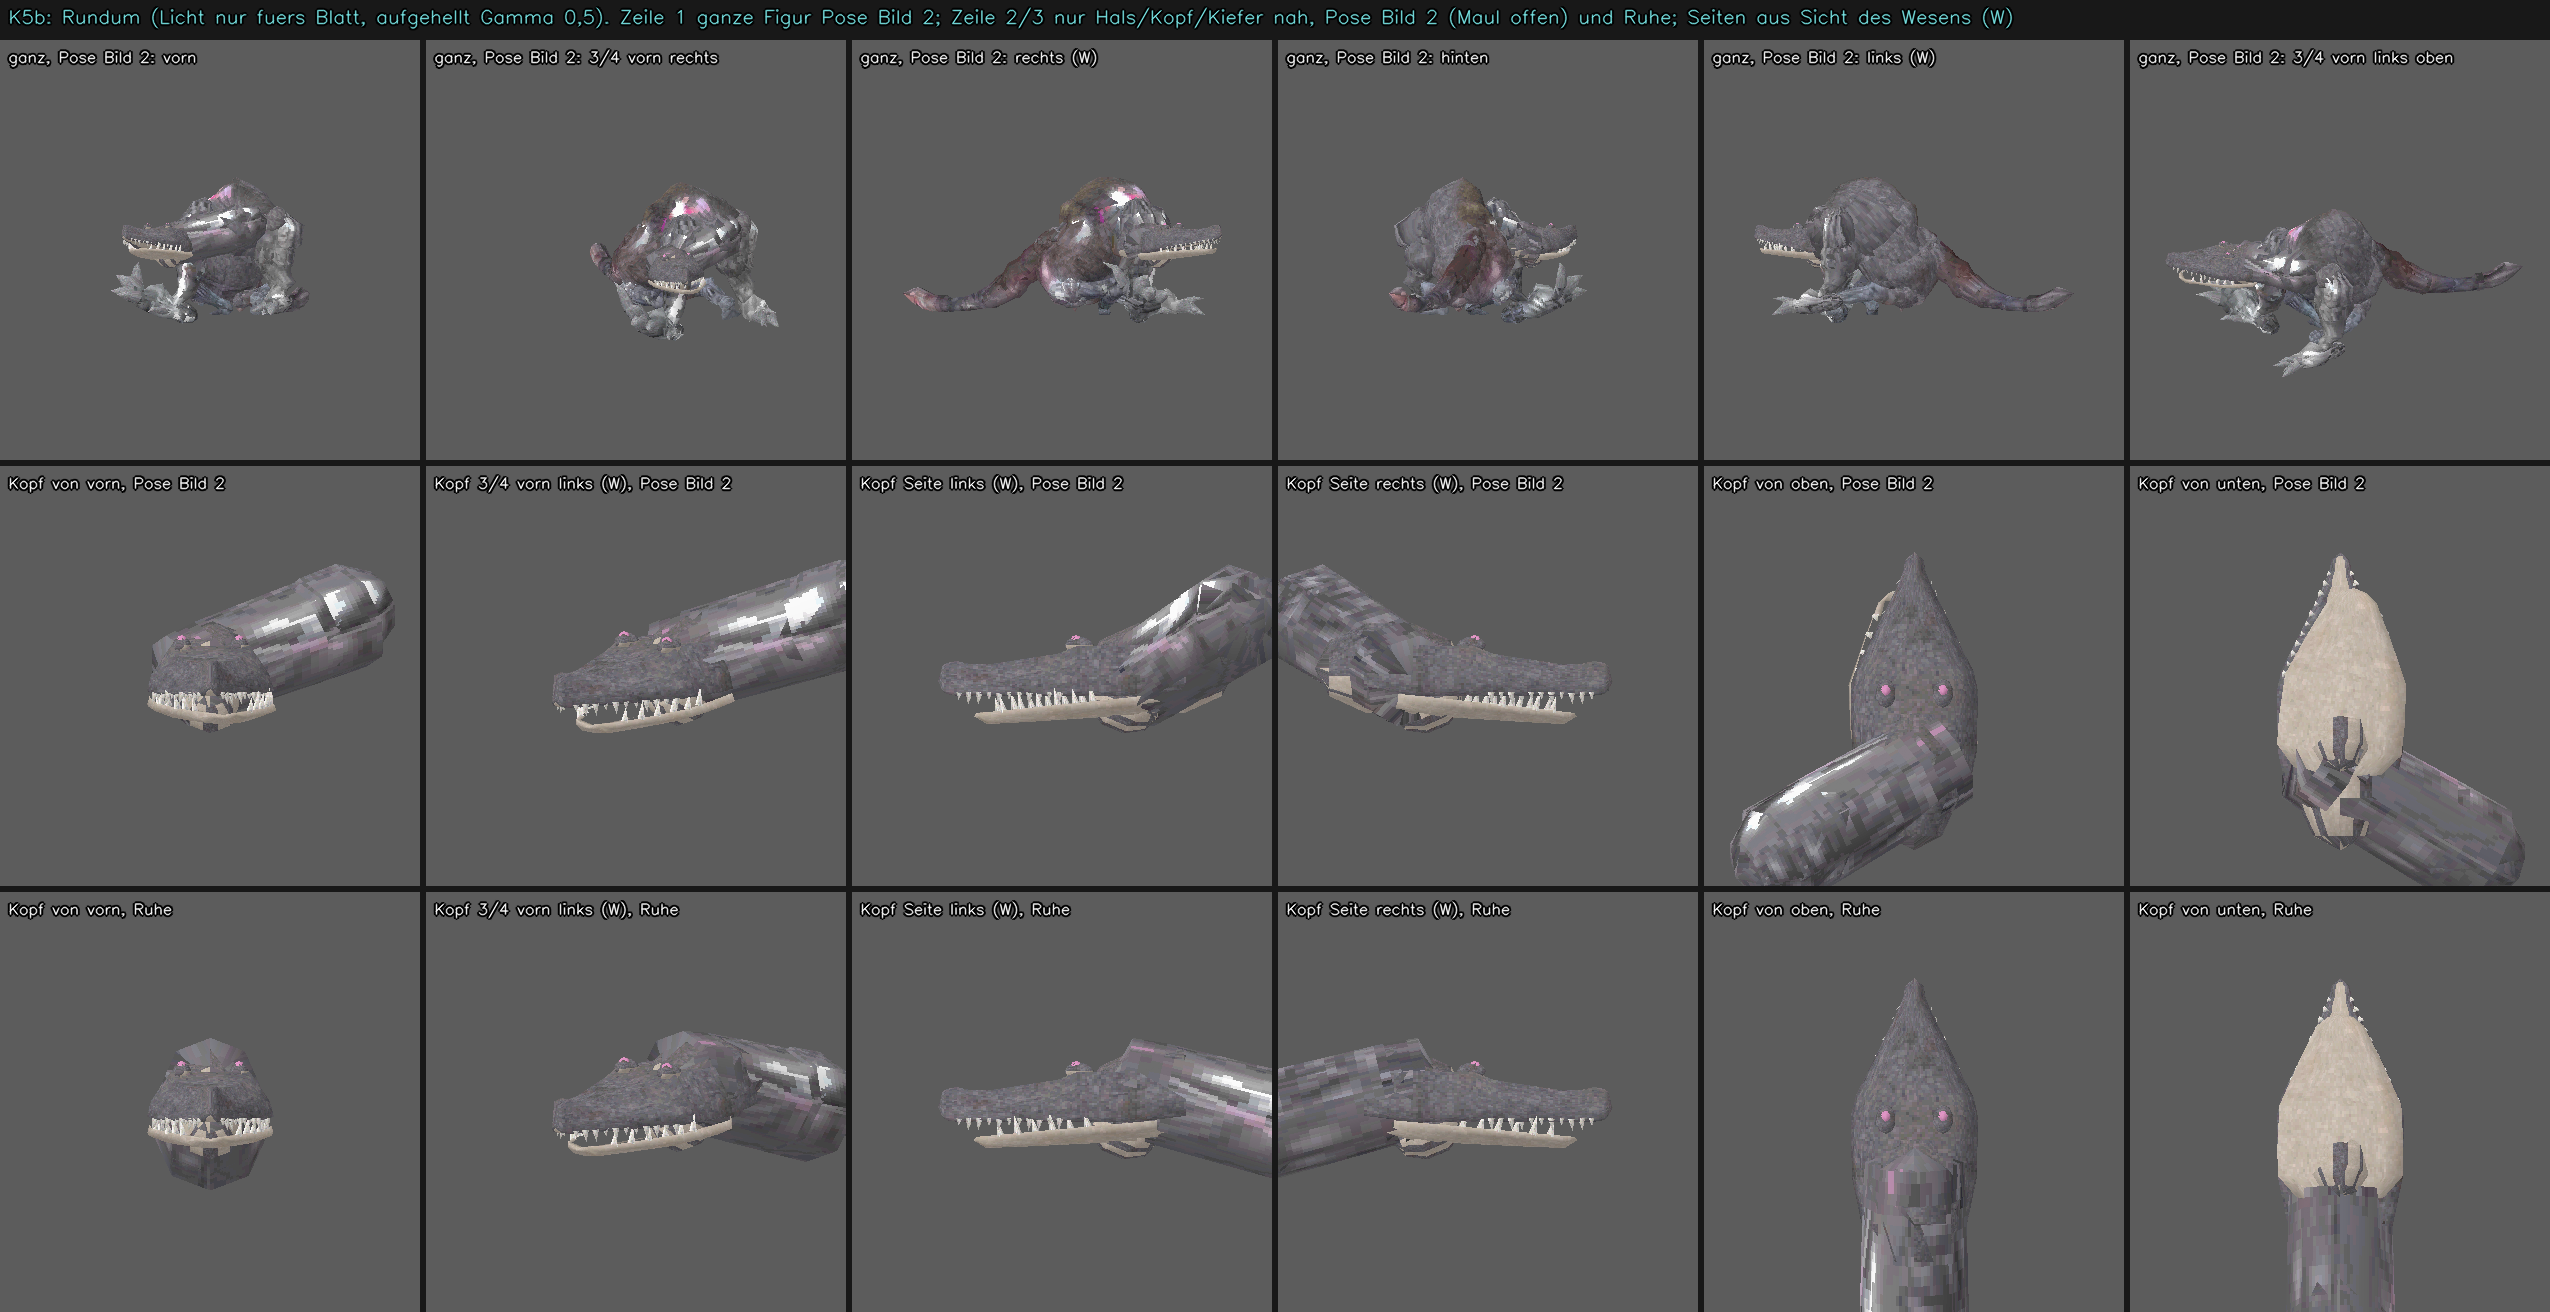 K5b: Rundum (Licht nur fuers Blatt, aufgehellt Gamma 0,5). Zeile 1 ganze Figur Pose Bild 2; Zeile 2/3 nur Hals/Kopf/Kiefer nah, Pose Bild 2 (Maul offen) und Ruhe; Seiten aus Sicht des Wesens (W)
ganz, Pose Bild 2: vorn
ganz, Pose Bild 2: 3/4 vorn rechts
ganz, Pose Bild 2: rechts (W)
ganz, Pose Bild 2: hinten
ganz, Pose Bild 2: links (W)
ganz, Pose Bild 2: 3/4 vorn links oben
Kopf von vorn, Pose Bild 2
Kopf 3/4 vorn links (W), Pose Bild 2
Kopf Seite links (W), Pose Bild 2
Kopf Seite rechts (W), Pose Bild 2
Kopf von oben, Pose Bild 2
Kopf von unten, Pose Bild 2
Kopf von vorn, Ruhe
Kopf 3/4 vorn links (W), Ruhe
Kopf Seite links (W), Ruhe
Kopf Seite rechts (W), Ruhe
Kopf von oben, Ruhe
Kopf von unten, Ruhe